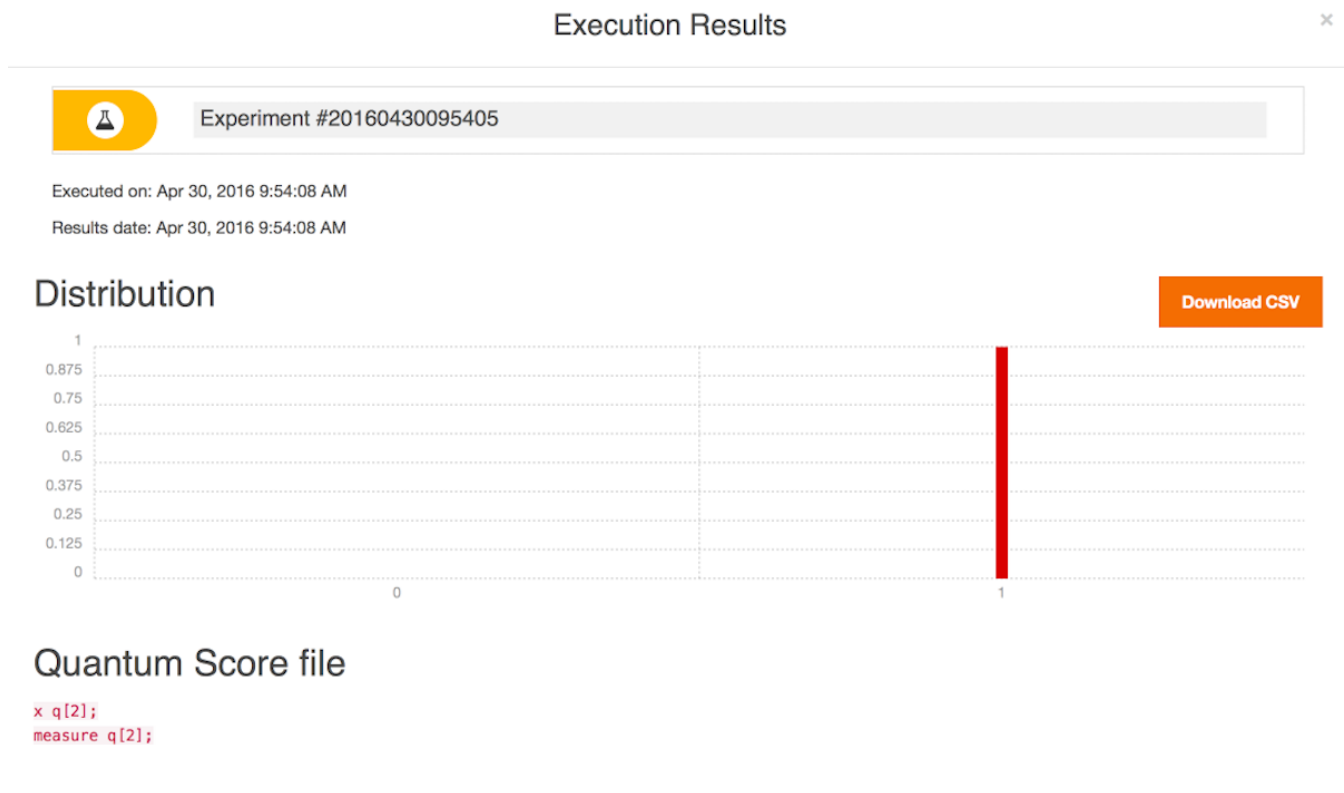 Execution Results
×
Experiment #20160430095405
Executed on: Apr 30, 2016 9:54:08 AM
Results date: Apr 30, 2016 9:54:08 AM
Distribution
Download CSV
1
0.875
0.75
0.625
0.5
0.375
0.25
0.125
0
0 1
Quantum Score file
x q[2];
measure q[2];